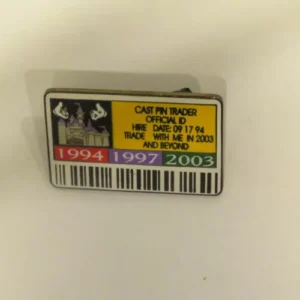 CAST PIN TRADER
OFFICIAL ID
HIRE DATE: 09 17 94
TRADE WITH ME IN 2003
AND BEYOND
1994 1997 2003